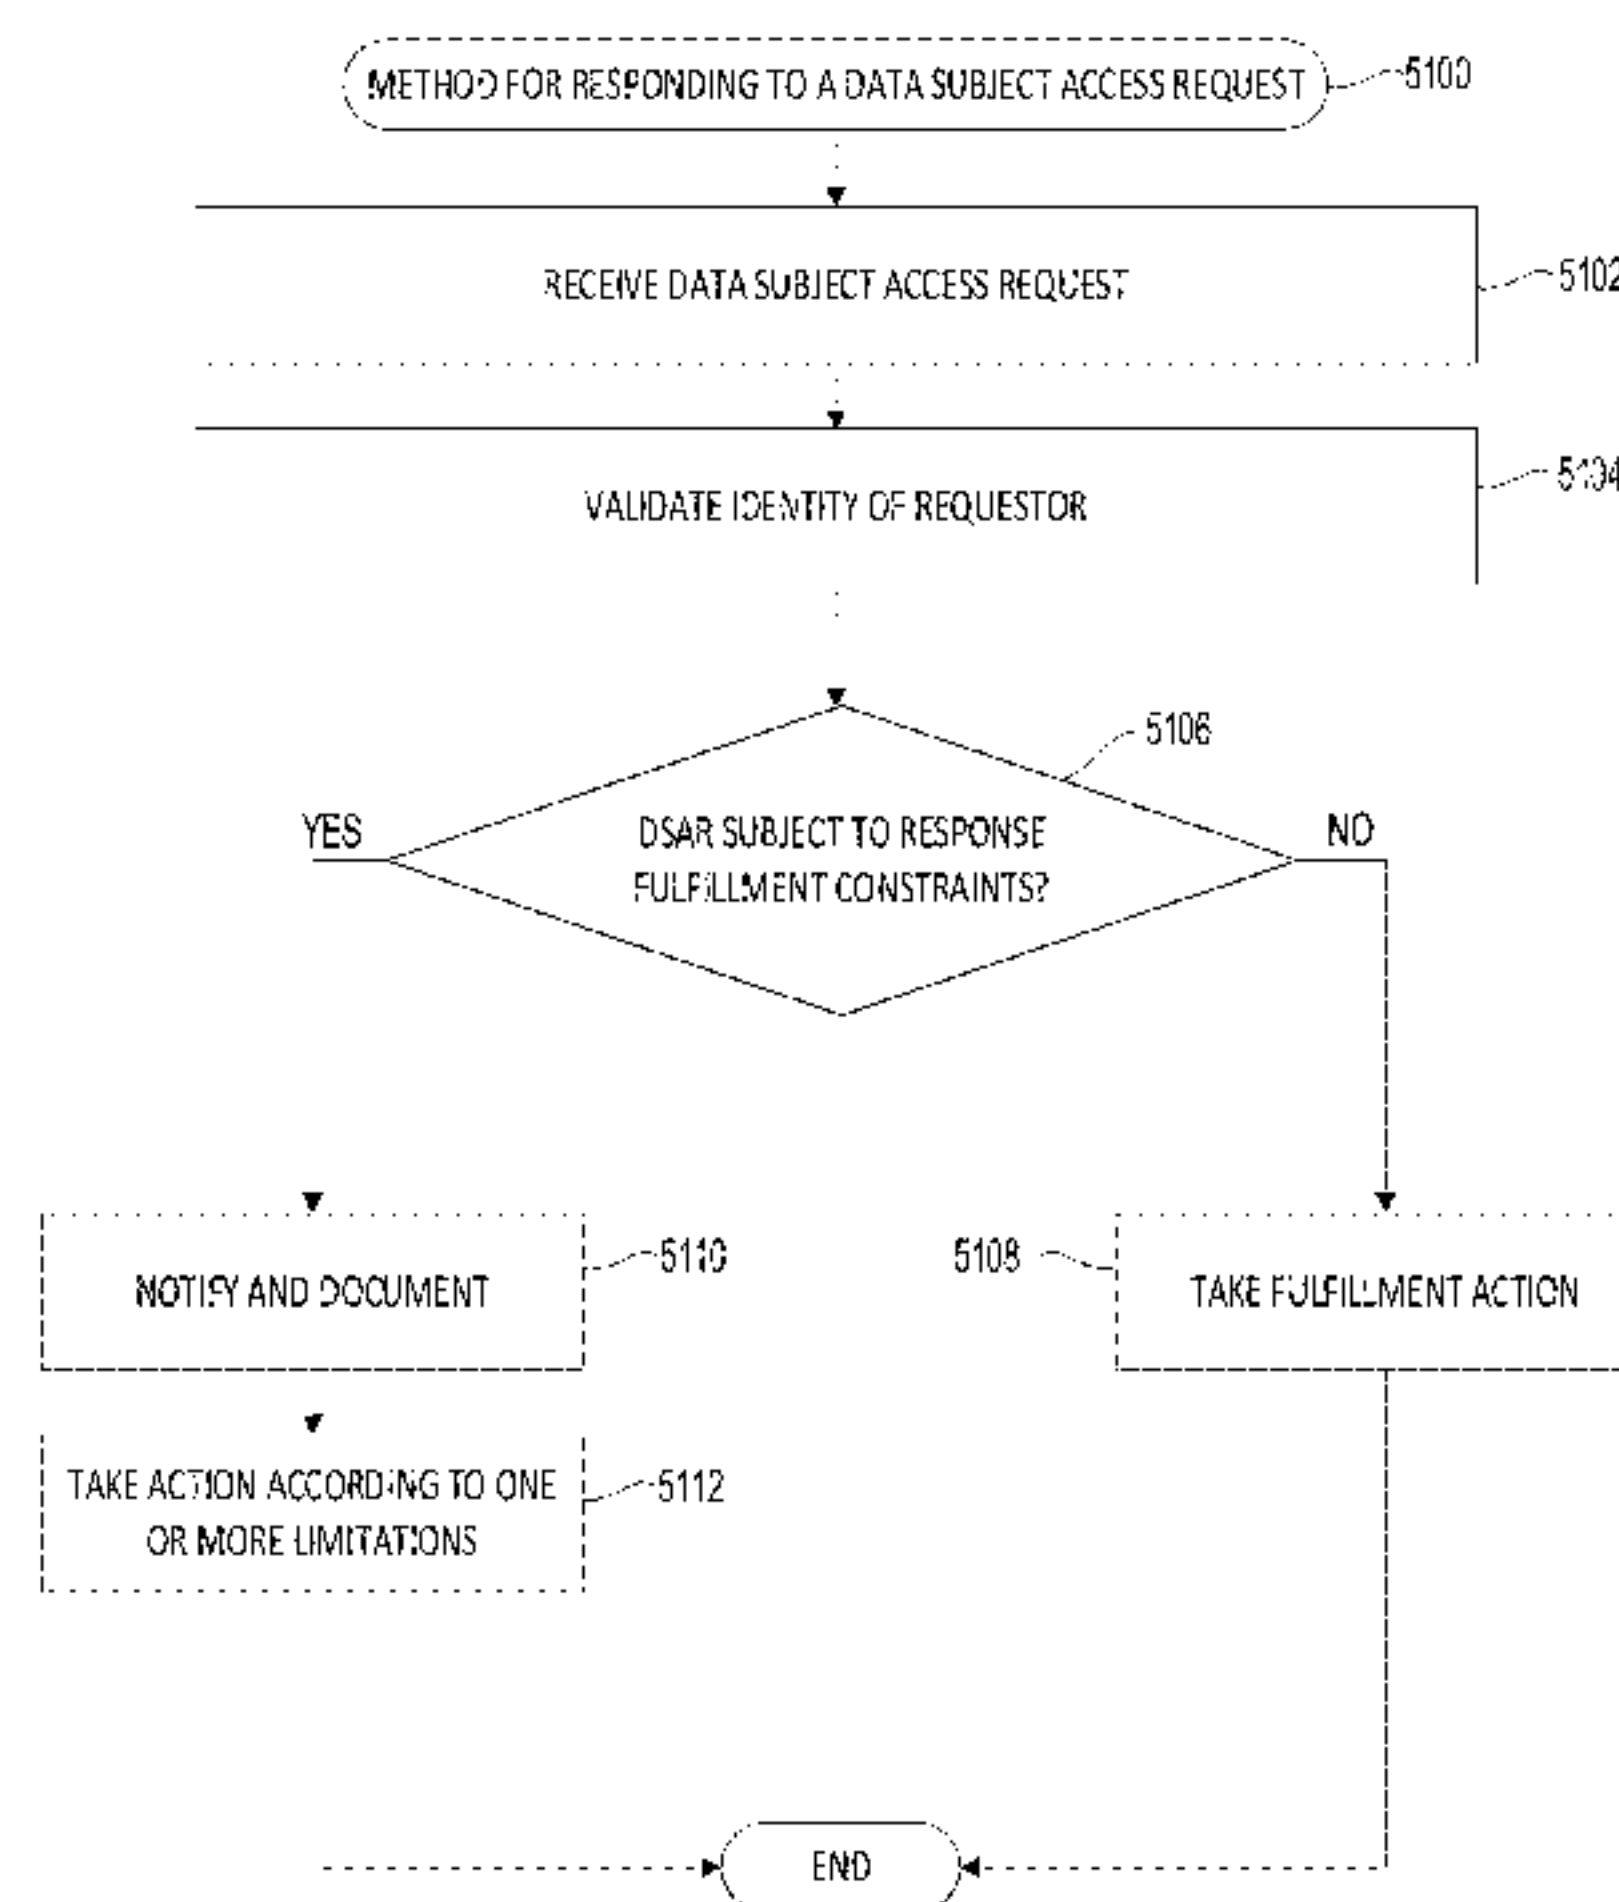 METHOD FOR RESPONDING TO A DATA SUBJECT ACCESS REQUEST
5100
RECEIVE DATA SUBJECT ACCESS REQUEST
5102
VALIDATE IDENTITY OF REQUESTOR
5104
5106
YES
DSAR SUBJECT TO RESPONSE
FULFILLMENT CONSTRAINTS?
NO
NOTIFY AND DOCUMENT
5110
5108
TAKE FULFILLMENT ACTION
TAKE ACTION ACCORDING TO ONE
OR MORE LIMITATIONS
5112
END